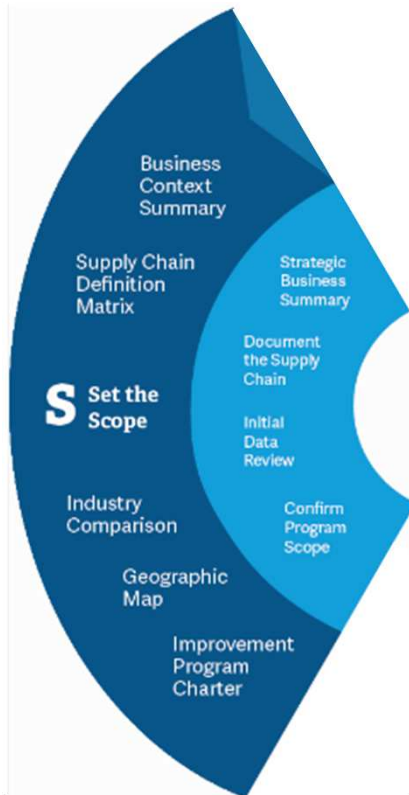 Business
Context
Summary
Supply Chain
Definition
Matrix
S Set the
Scope
Industry
Comparison
Geographic
Map
Improvement
Program
Charter
Strategic
Business
Summary
Document
the Supply
Chain
Initial
Data
Review
Confirm
Program
Scope